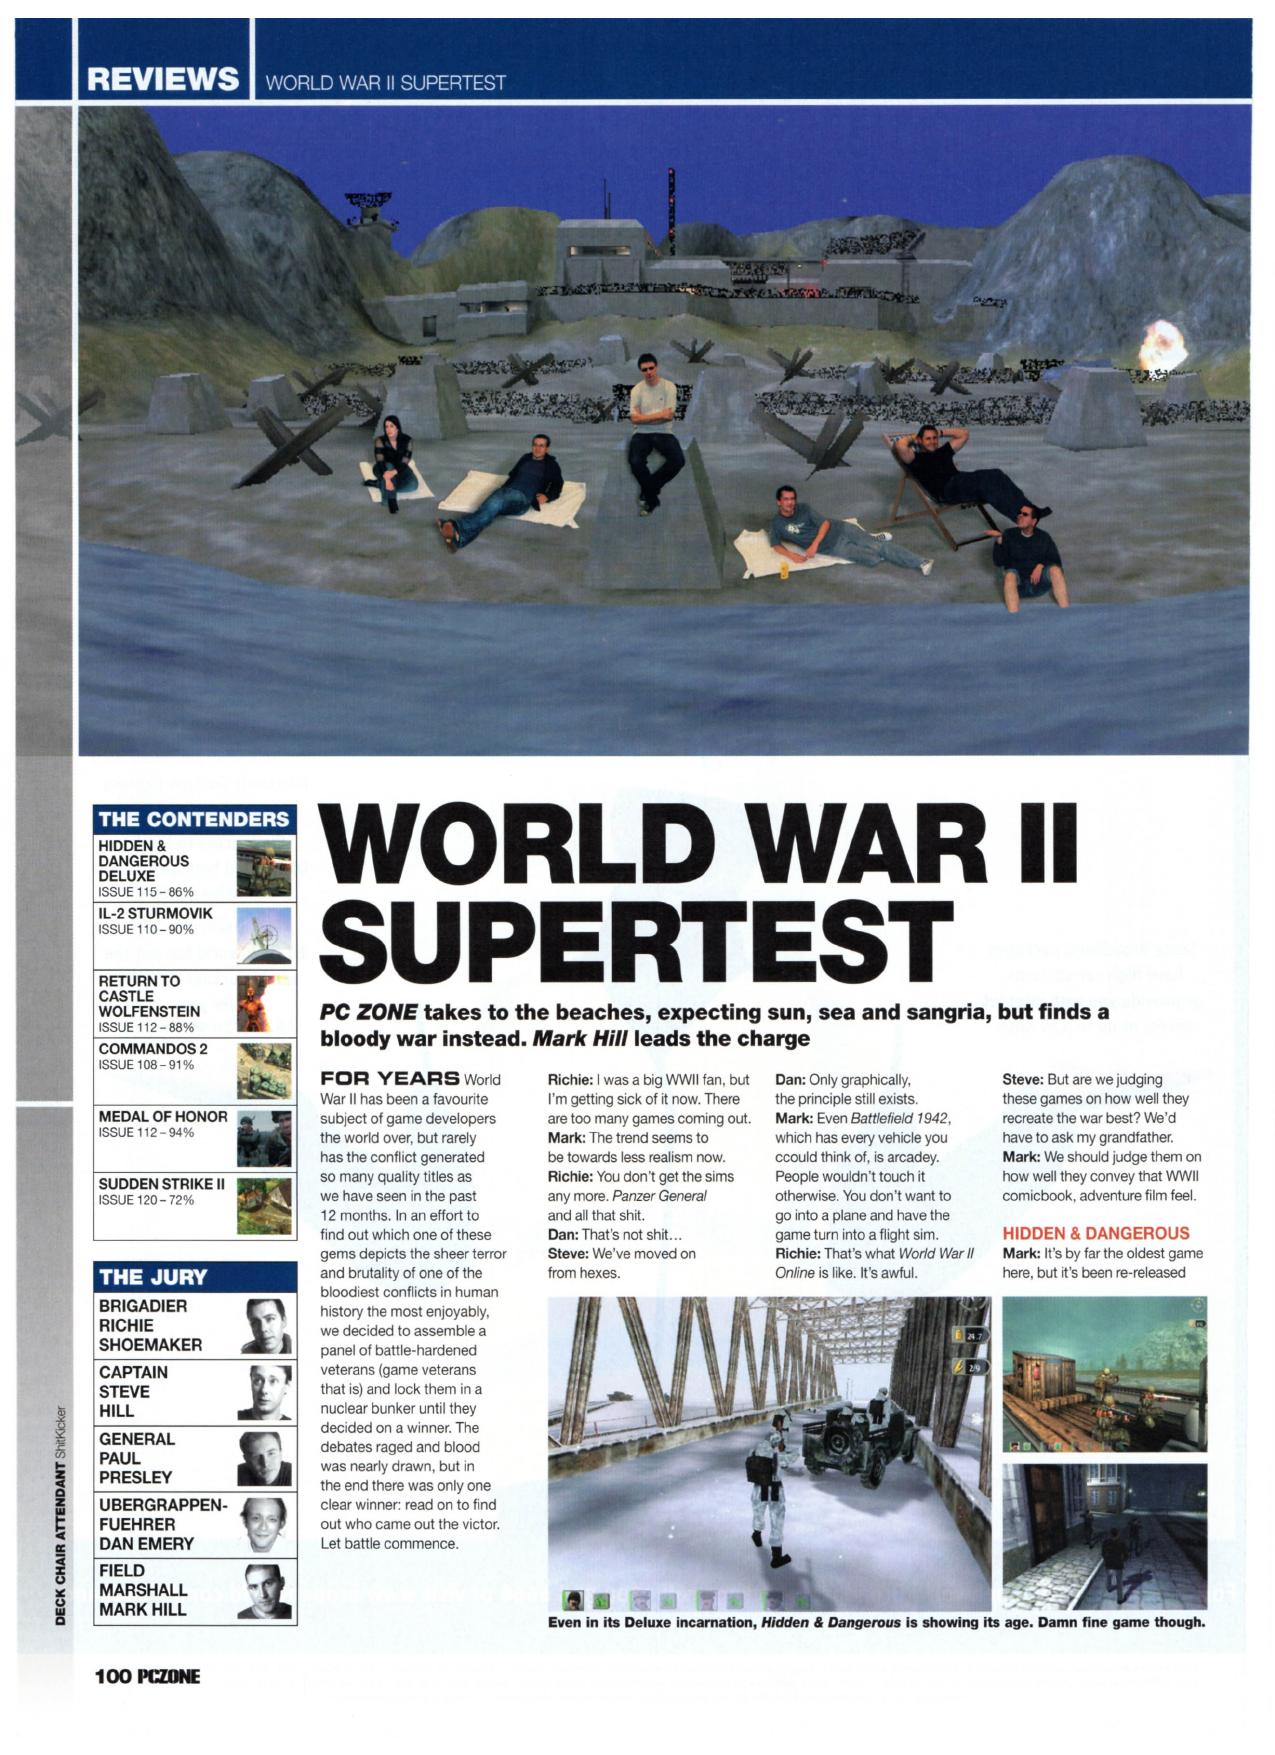 REVIEWS
WORLD WAR II SUPERTEST
THE CONTENDERS
HIDDEN &
DANGEROUS
DELUXE
ISSUE 115 – 86%
IL-2 STURMOVIK
ISSUE 110 – 90%
RETURN TO
CASTLE
WOLFENSTEIN
ISSUE 112 – 88%
COMMANDOS 2
ISSUE 108 – 91%
MEDAL OF HONOR
ISSUE 112 – 94%
SUDDEN STRIKE II
ISSUE 120 – 72%
THE JURY
BRIGADIER
RICHIE
SHOEMAKER
CAPTAIN
STEVE
HILL
GENERAL
PAUL
PRESLEY
UBERGRAPPEN-
FUEHRER
DAN EMERY
FIELD
MARSHALL
MARK HILL
DECK CHAIR ATTENDANT ShitKicker
WORLD WAR II
SUPERTEST
PC ZONE takes to the beaches, expecting sun, sea and sangria, but finds a
bloody war instead. Mark Hill leads the charge
FOR YEARS World
War II has been a favourite
subject of game developers
the world over, but rarely
has the conflict generated
so many quality titles as
we have seen in the past
12 months. In an effort to
find out which one of these
gems depicts the sheer terror
and brutality of one of the
bloodiest conflicts in human
history the most enjoyably,
we decided to assemble a
panel of battle-hardened
veterans (game veterans
that is) and lock them in a
nuclear bunker until they
decided on a winner. The
debates raged and blood
was nearly drawn, but in
the end there was only one
clear winner: read on to find
out who came out the victor.
Let battle commence.
Richie: I was a big WWII fan, but
I'm getting sick of it now. There
are too many games coming out.
Mark: The trend seems to
be towards less realism now.
Richie: You don't get the sims
any more. Panzer General
and all that shit.
Dan: That's not shit...
Steve: We've moved on
from hexes.
Dan: Only graphically,
the principle still exists.
Mark: Even Battlefield 1942,
which has every vehicle you
ccould think of, is arcadey.
People wouldn't touch it
otherwise. You don't want to
go into a plane and have the
game turn into a flight sim.
Richie: That's what World War II
Online is like. It's awful.
Steve: But are we judging
these games on how well they
recreate the war best? We'd
have to ask my grandfather.
Mark: We should judge them on
how well they convey that WWII
comicbook, adventure film feel.
HIDDEN & DANGEROUS
Mark: It's by far the oldest game
here, but it's been re-released
24.7
2/9
Even in its Deluxe incarnation, Hidden & Dangerous is showing its age. Damn fine game though.
100 PCZONE